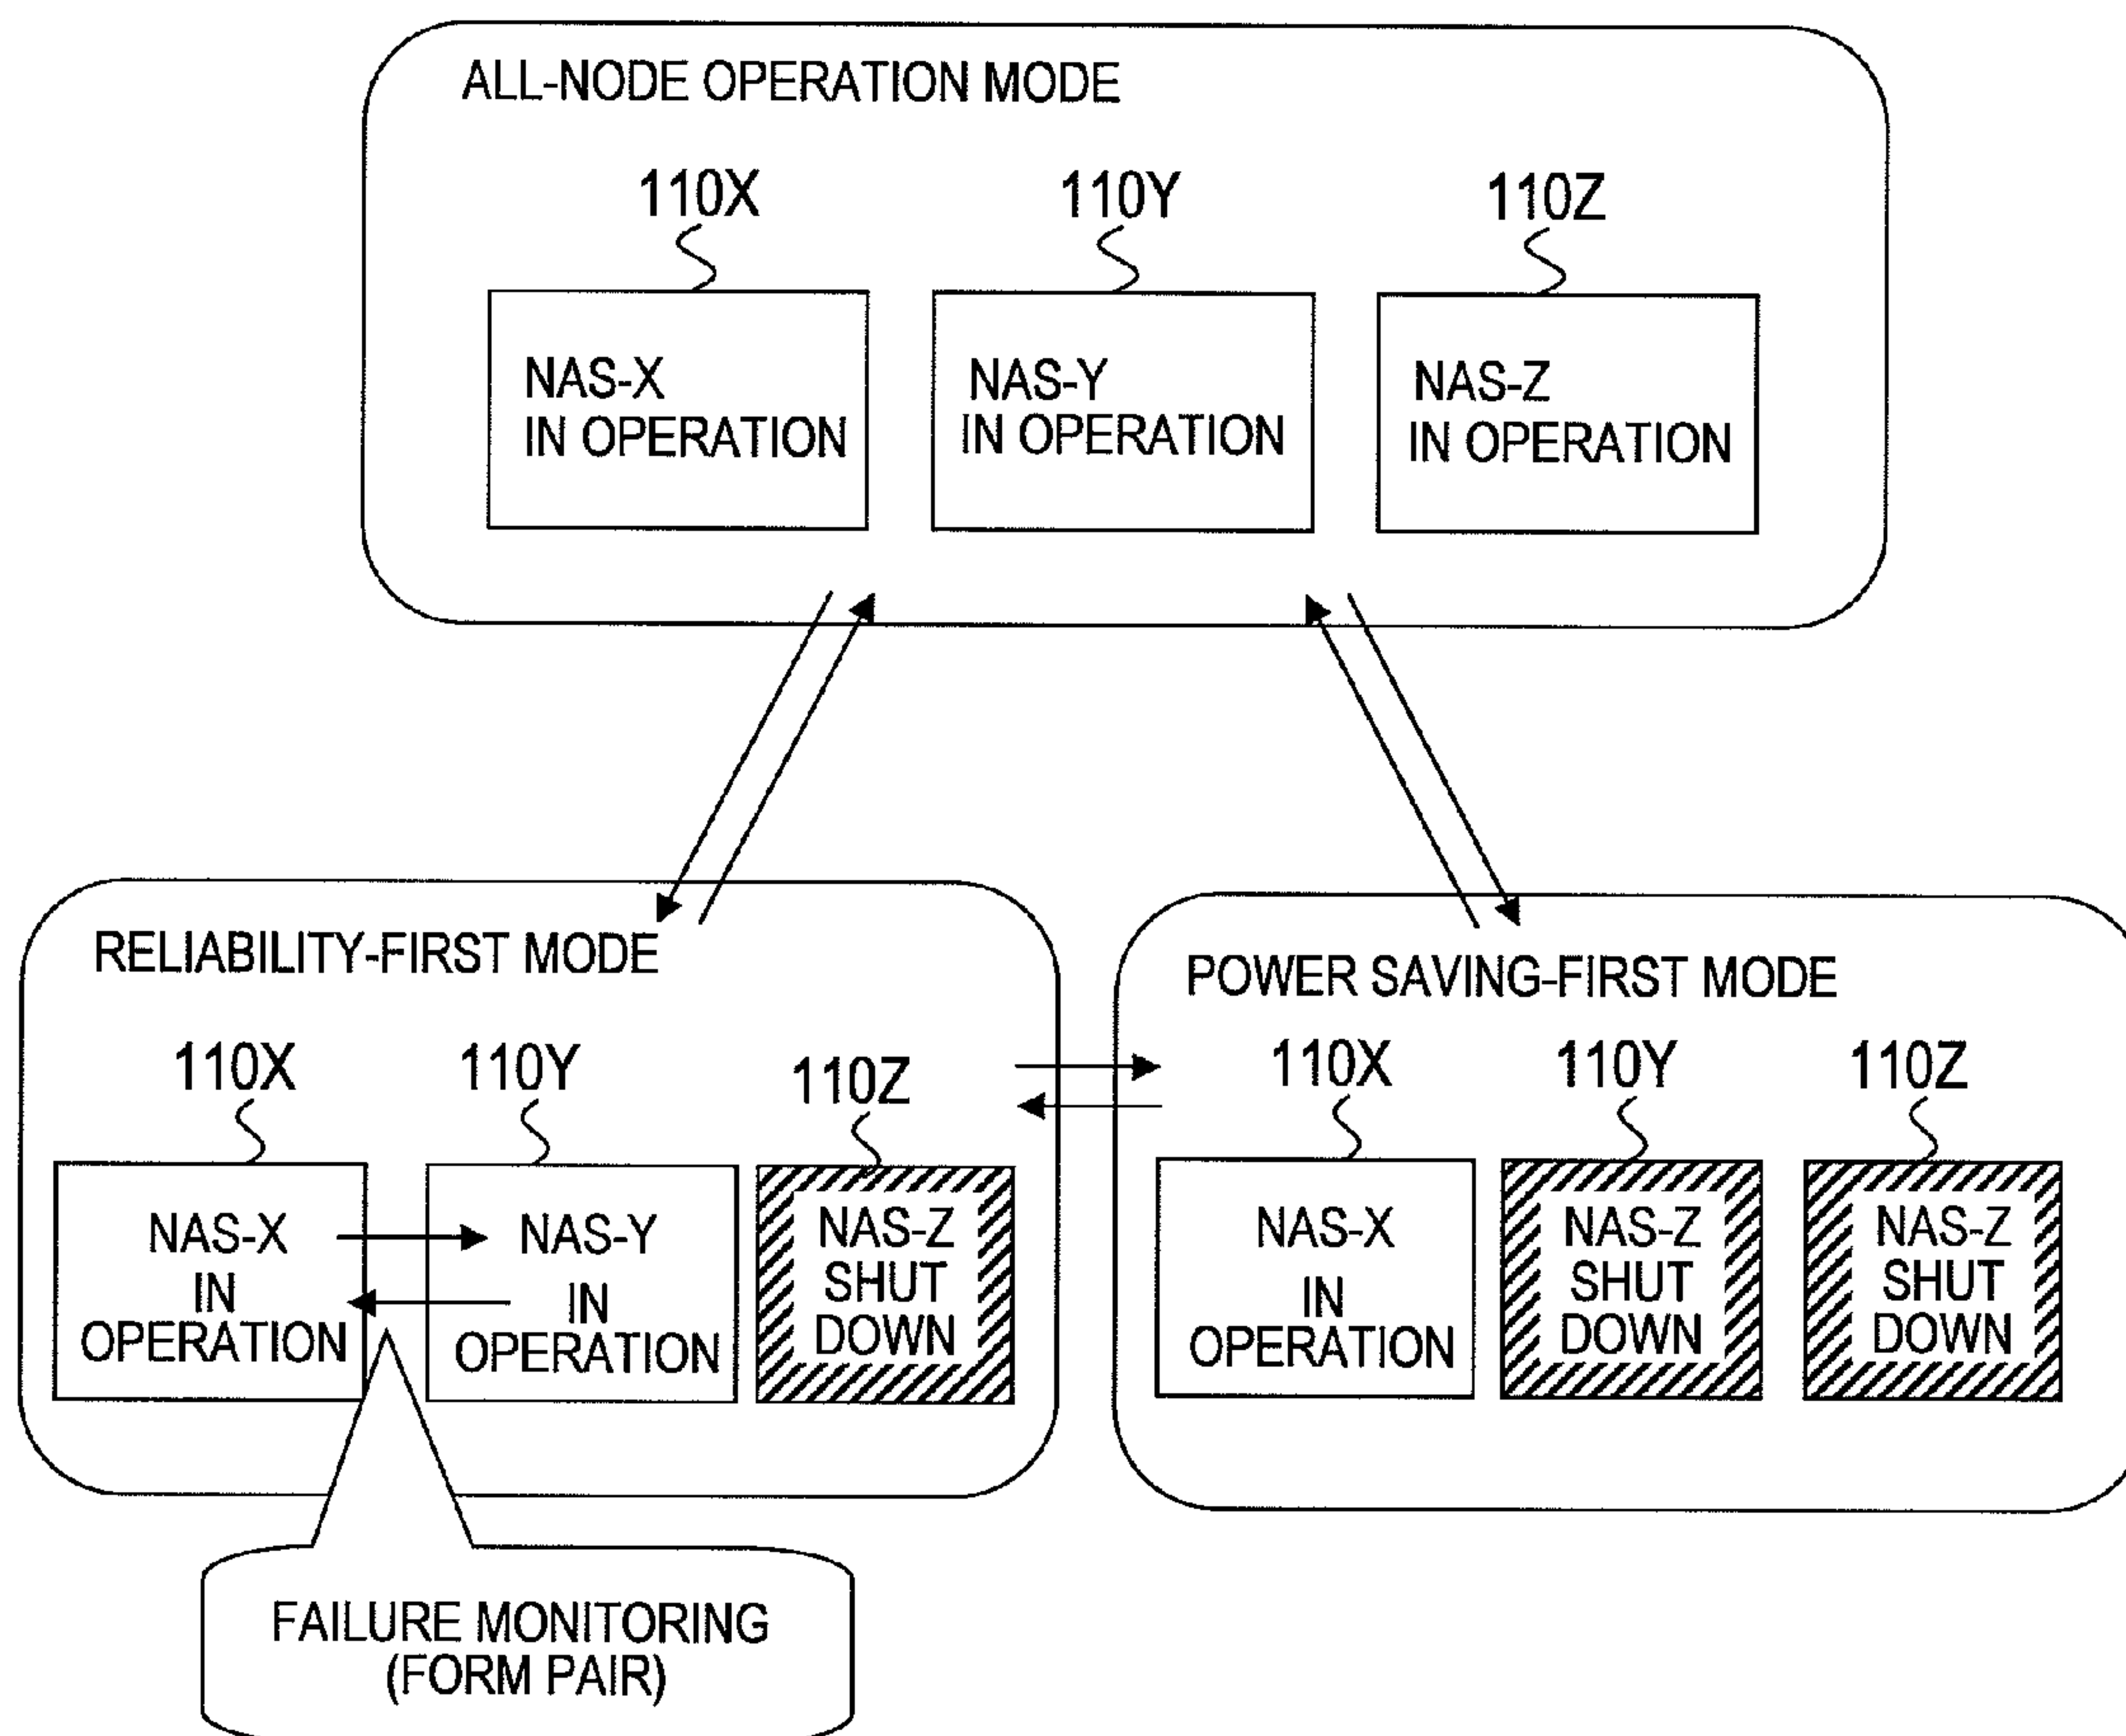 ALL-NODE OPERATION MODE
110X
110Y
110Z
NAS-X
IN OPERATION
NAS-Y
IN OPERATION
NAS-Z
IN OPERATION
RELIABILITY-FIRST MODE
110X
110Y
110Z
NAS-X
IN
OPERATION
NAS-Y
IN
OPERATION
NAS-Z
SHUT
DOWN
FAILURE MONITORING
(FORM PAIR)
POWER SAVING-FIRST MODE
110X
110Y
110Z
NAS-X
IN
OPERATION
NAS-Z
SHUT
DOWN
NAS-Z
SHUT
DOWN